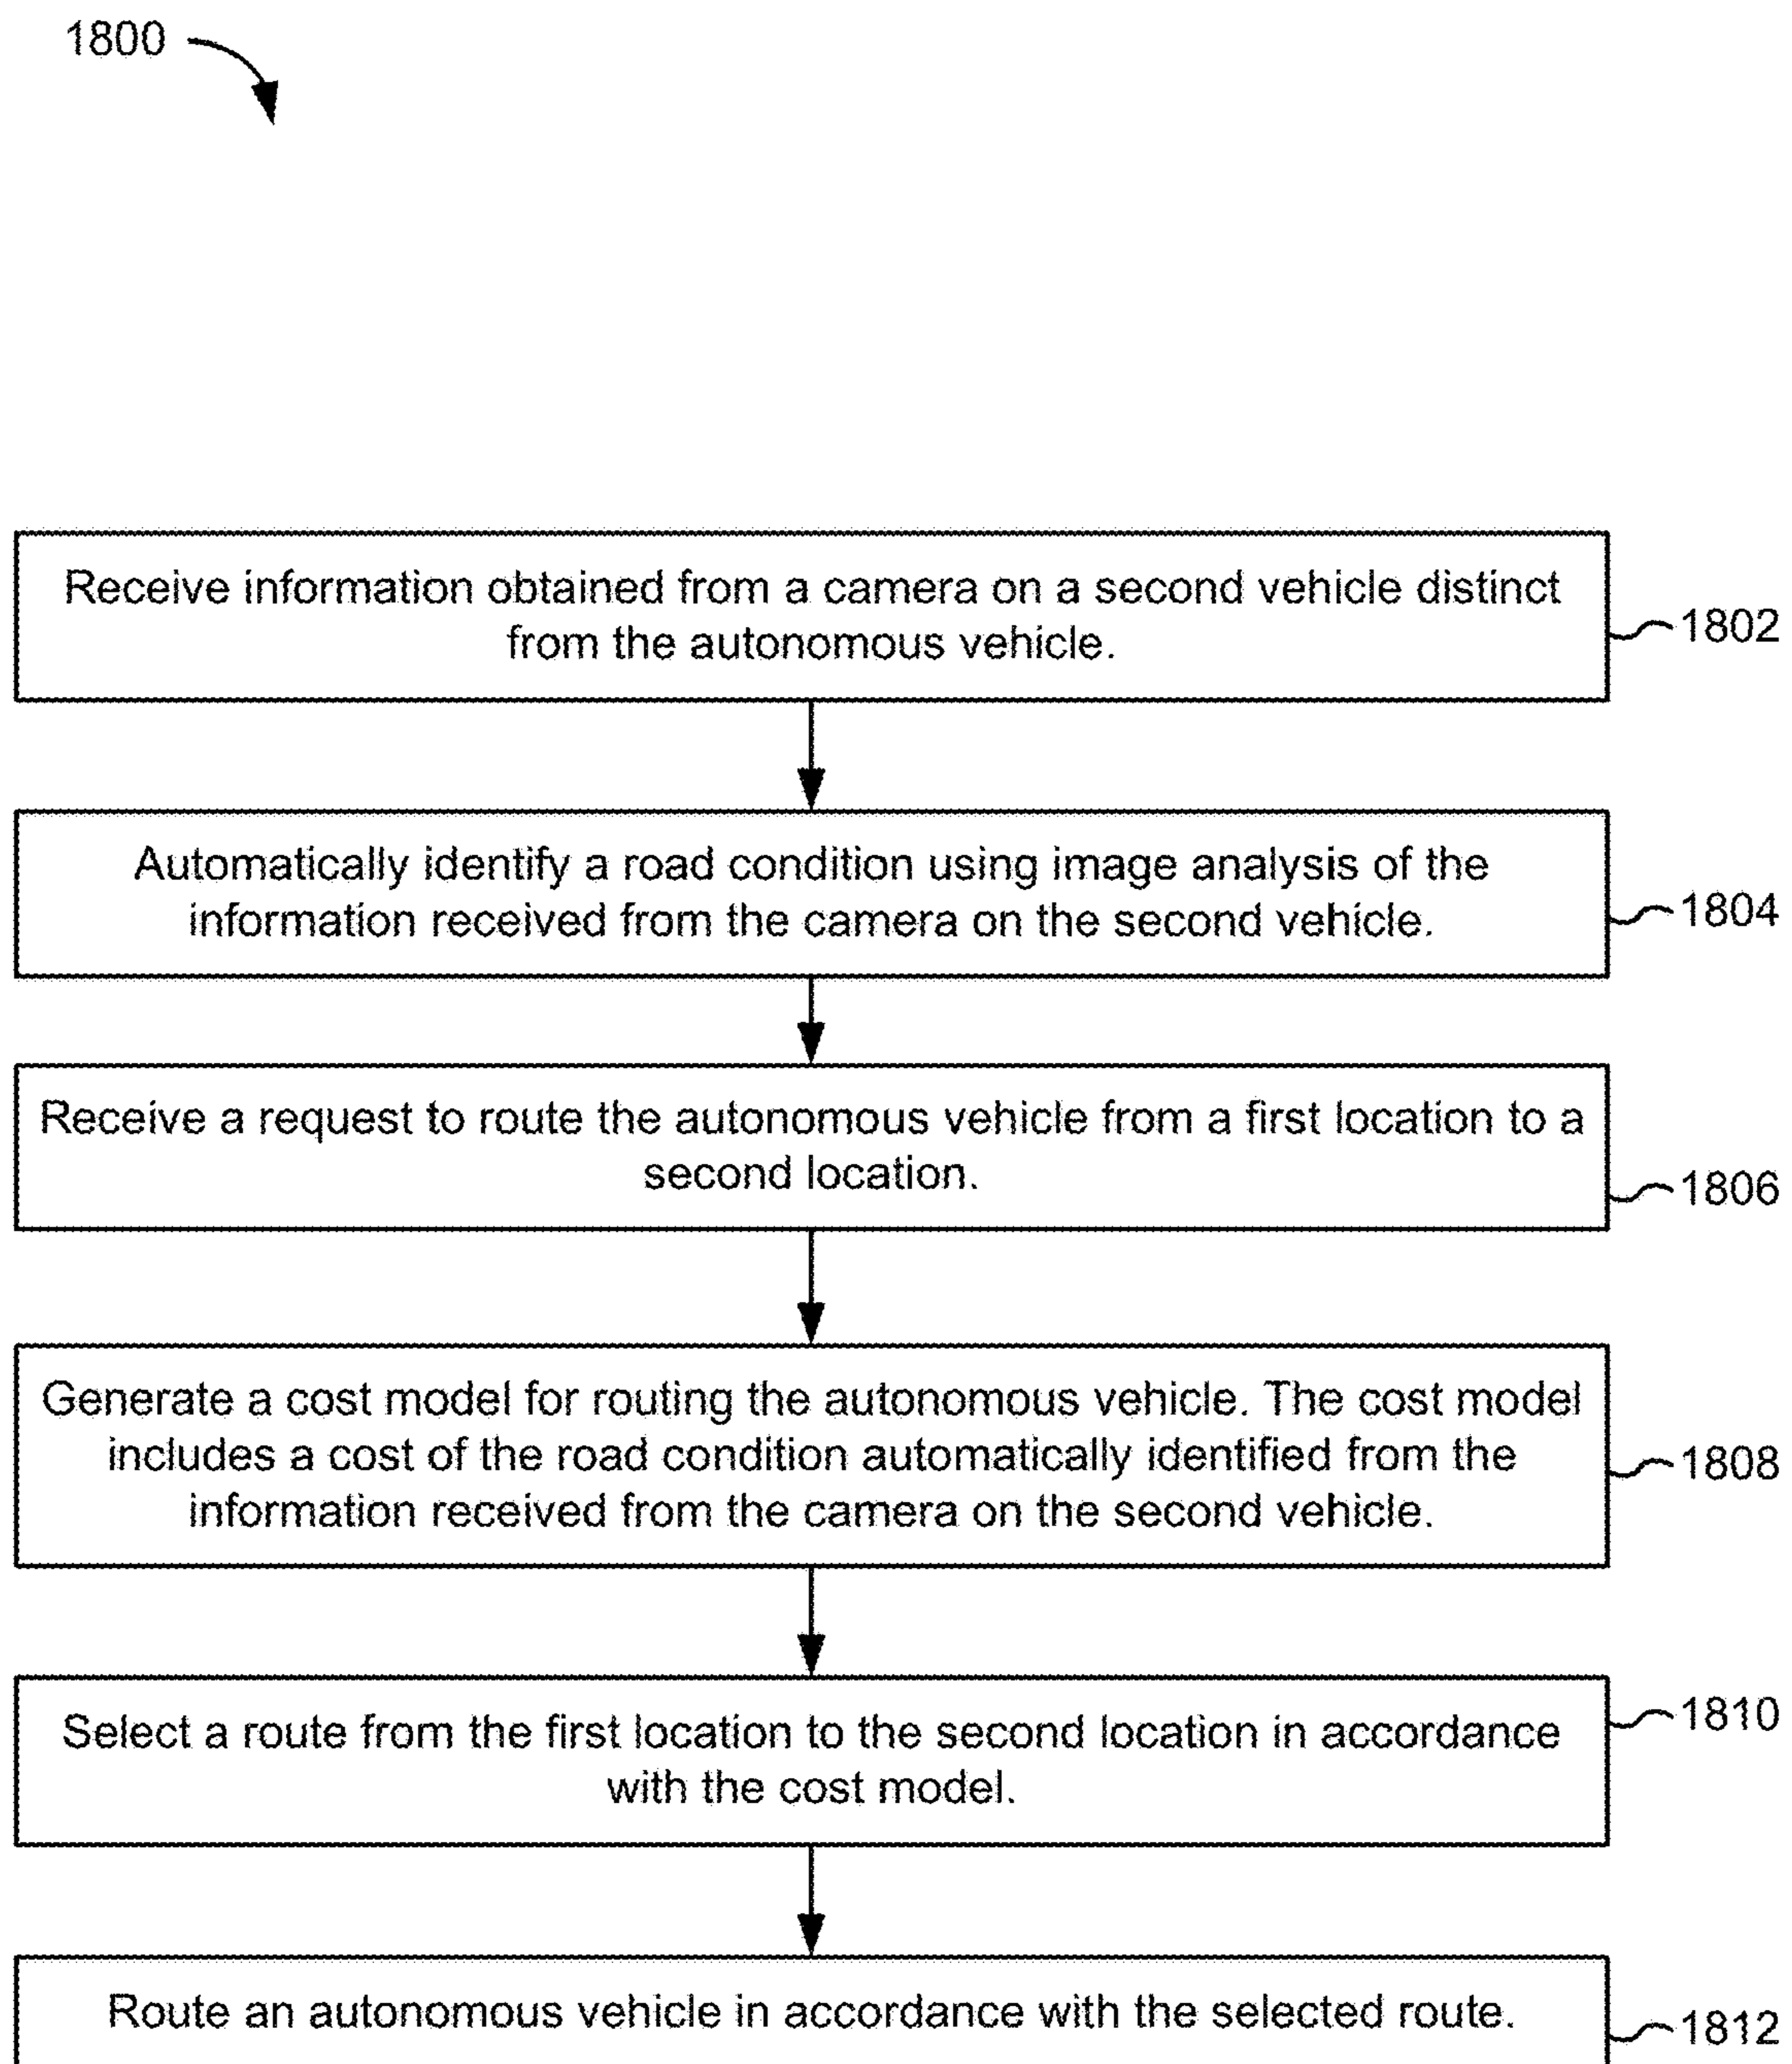 1800
Receive information obtained from a camera on a second vehicle distinct
from the autonomous vehicle.
1802
Automatically identify a road condition using image analysis of the
information received from the camera on the second vehicle.
1804
Receive a request to route the autonomous vehicle from a first location to a
second location.
1806
Generate a cost model for routing the autonomous vehicle. The cost model
includes a cost of the road condition automatically identified from the
information received from the camera on the second vehicle.
1808
Select a route from the first location to the second location in accordance
with the cost model.
1810
Route an autonomous vehicle in accordance with the selected route.
1812